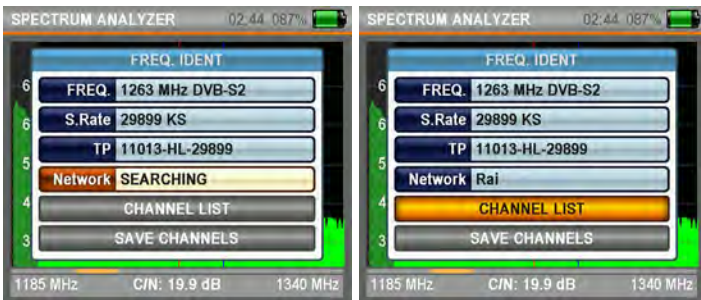 SPECTRUM ANALYZER 02:44 087%
FREQ. IDENT
6
FREQ. 1263 MHz DVB-S2
6
S.Rate 29899 KS
TP 11013-HL-29899
5
Network SEARCHING
4
CHANNEL LIST
3
SAVE CHANNELS
1185 MHz C/N: 19.9 dB 1340 MHz
SPECTRUM ANALYZER 02:44 087%
FREQ. IDENT
6
FREQ. 1263 MHz DVB-S2
6
S.Rate 29899 KS
TP 11013-HL-29899
5
Network Rai
4
CHANNEL LIST
3
SAVE CHANNELS
1185 MHz C/N: 19.9 dB 1340 MHz